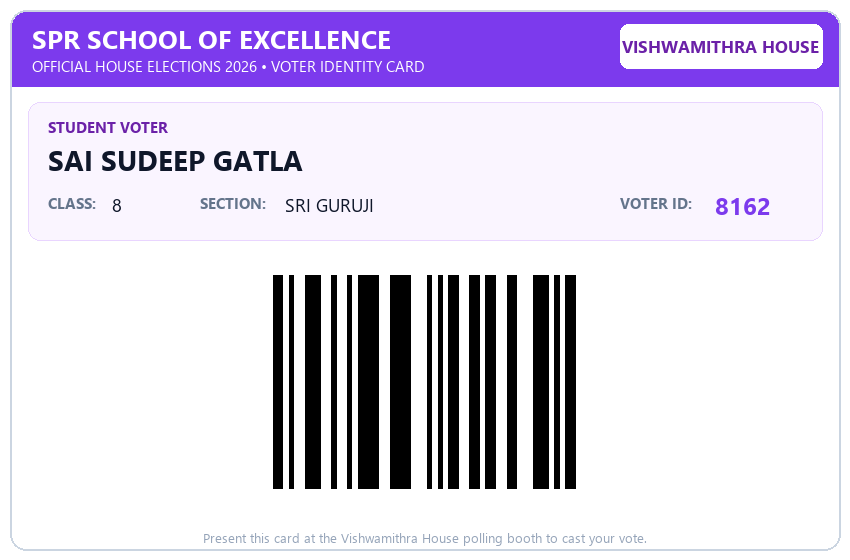 SPR SCHOOL OF EXCELLENCE
OFFICIAL HOUSE ELECTIONS 2026 • VOTER IDENTITY CARD
VISHWAMITHRA HOUSE
STUDENT VOTER
SAI SUDEEP GATLA
CLASS: 8 SECTION: SRI GURUJI VOTER ID: 8162
Present this card at the Vishwamithra House polling booth to cast your vote.